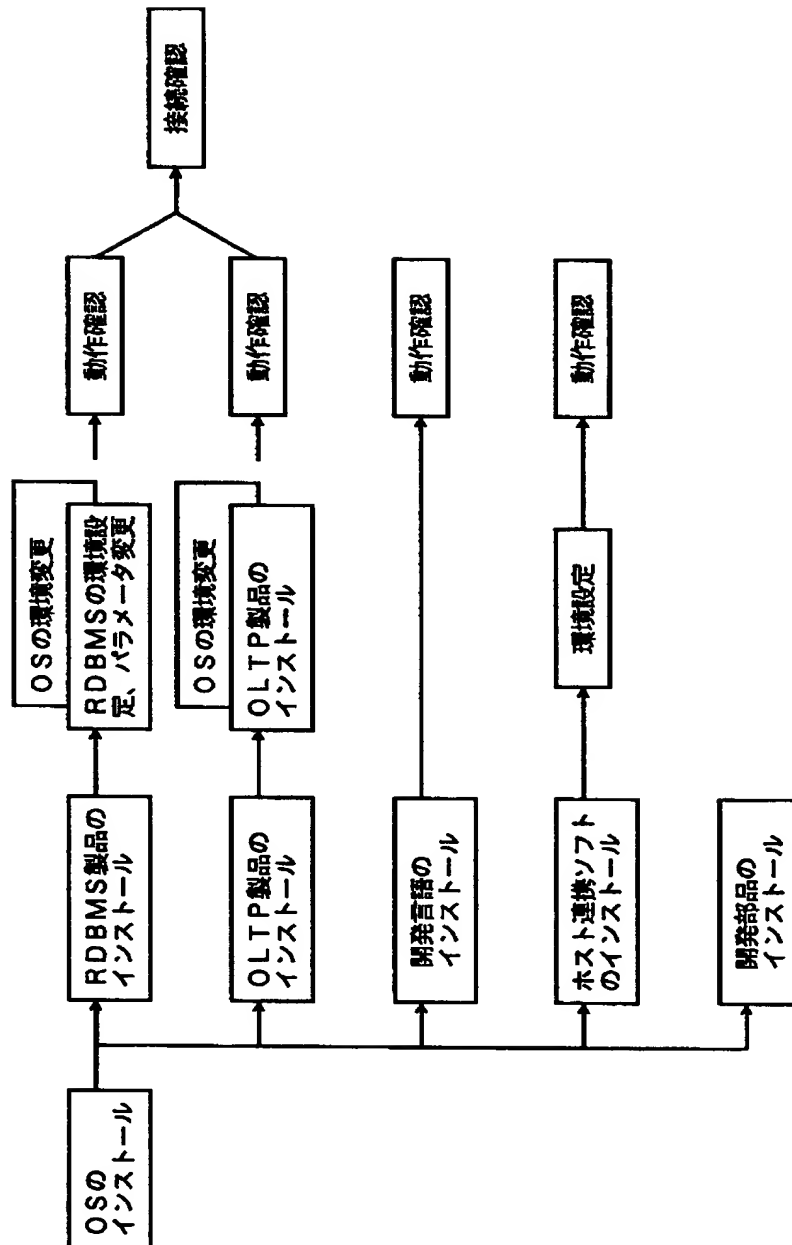 OSの
インストール
RDBMS製品の
インストール
OSの環境変更
RDBMSの環境設
定、パラメータ変更
動作確認
接続確認
OLTP製品の
インストール
OSの環境変更
OLTP製品の
インストール
動作確認
開発言語の
インストール
動作確認
ホスト連携ソフト
のインストール
環境設定
動作確認
開発部品の
インストール